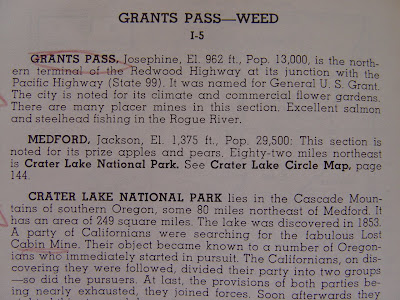 GRANTS PASS—WEED
I-5
GRANTS PASS, Josephine, El. 962 ft., Pop. 13,000, is the north-
ern terminal of the Redwood Highway at its junction with the
Pacific Highway (State 99). It was named for General U. S. Grant.
The city is noted for its climate and commercial flower gardens.
There are many placer mines in this section. Excellent salmon
and steelhead fishing in the Rogue River.
MEDFORD, Jackson, El. 1,375 ft., Pop. 29,500: This section is
noted for its prize apples and pears. Eighty-two miles northeast
is Crater Lake National Park. See Crater Lake Circle Map, page
144.
CRATER LAKE NATIONAL PARK lies in the Cascade Moun-
tains of southern Oregon, some 80 miles northeast of Medford. It
has an area of 249 square miles. The lake was discovered in 1853.
A party of Californians were searching for the fabulous Lost
Cabin Mine. Their object became known to a number of Oregon-
ians who immediately started in pursuit. The Californians, on dis-
covering they were followed, divided their party into two groups
—so did the pursuers. At last, the provisions of both parties be-
ing nearly exhausted, they joined forces. Soon afterwards they